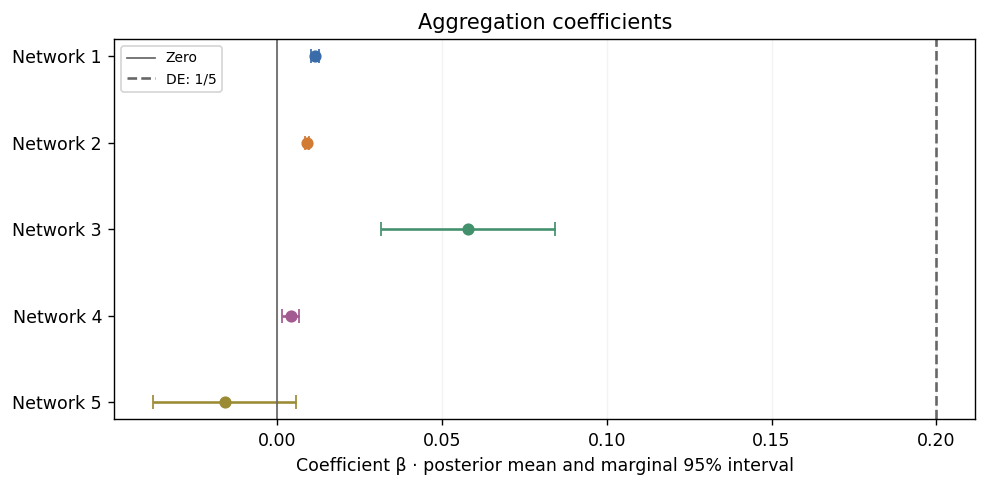 Aggregation coefficients
Network 1
Network 2
Network 3
Network 4
Network 5
Zero
DE: 1/5
0.00 0.05 0.10 0.15 0.20
Coefficient β · posterior mean and marginal 95% interval